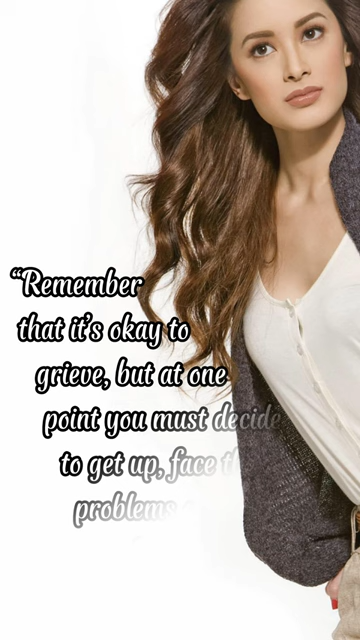 “Remember
that it's okay to
grieve, but at one
point you must decide
to get up, face
problems